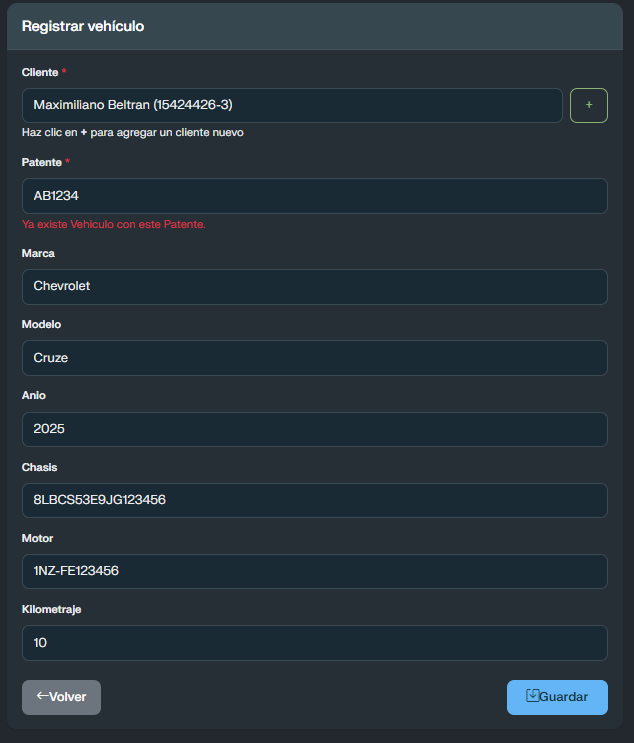 Registrar vehículo
Cliente *
Maximiliano Beltran (15424426-3)
+
Haz clic en + para agregar un cliente nuevo
Patente *
AB1234
Ya existe Vehiculo con este Patente.
Marca
Chevrolet
Modelo
Cruze
Anio
2025
Chasis
8LBCS53E9JG123456
Motor
1NZ-FE123456
Kilometraje
10
←Volver
Guardar